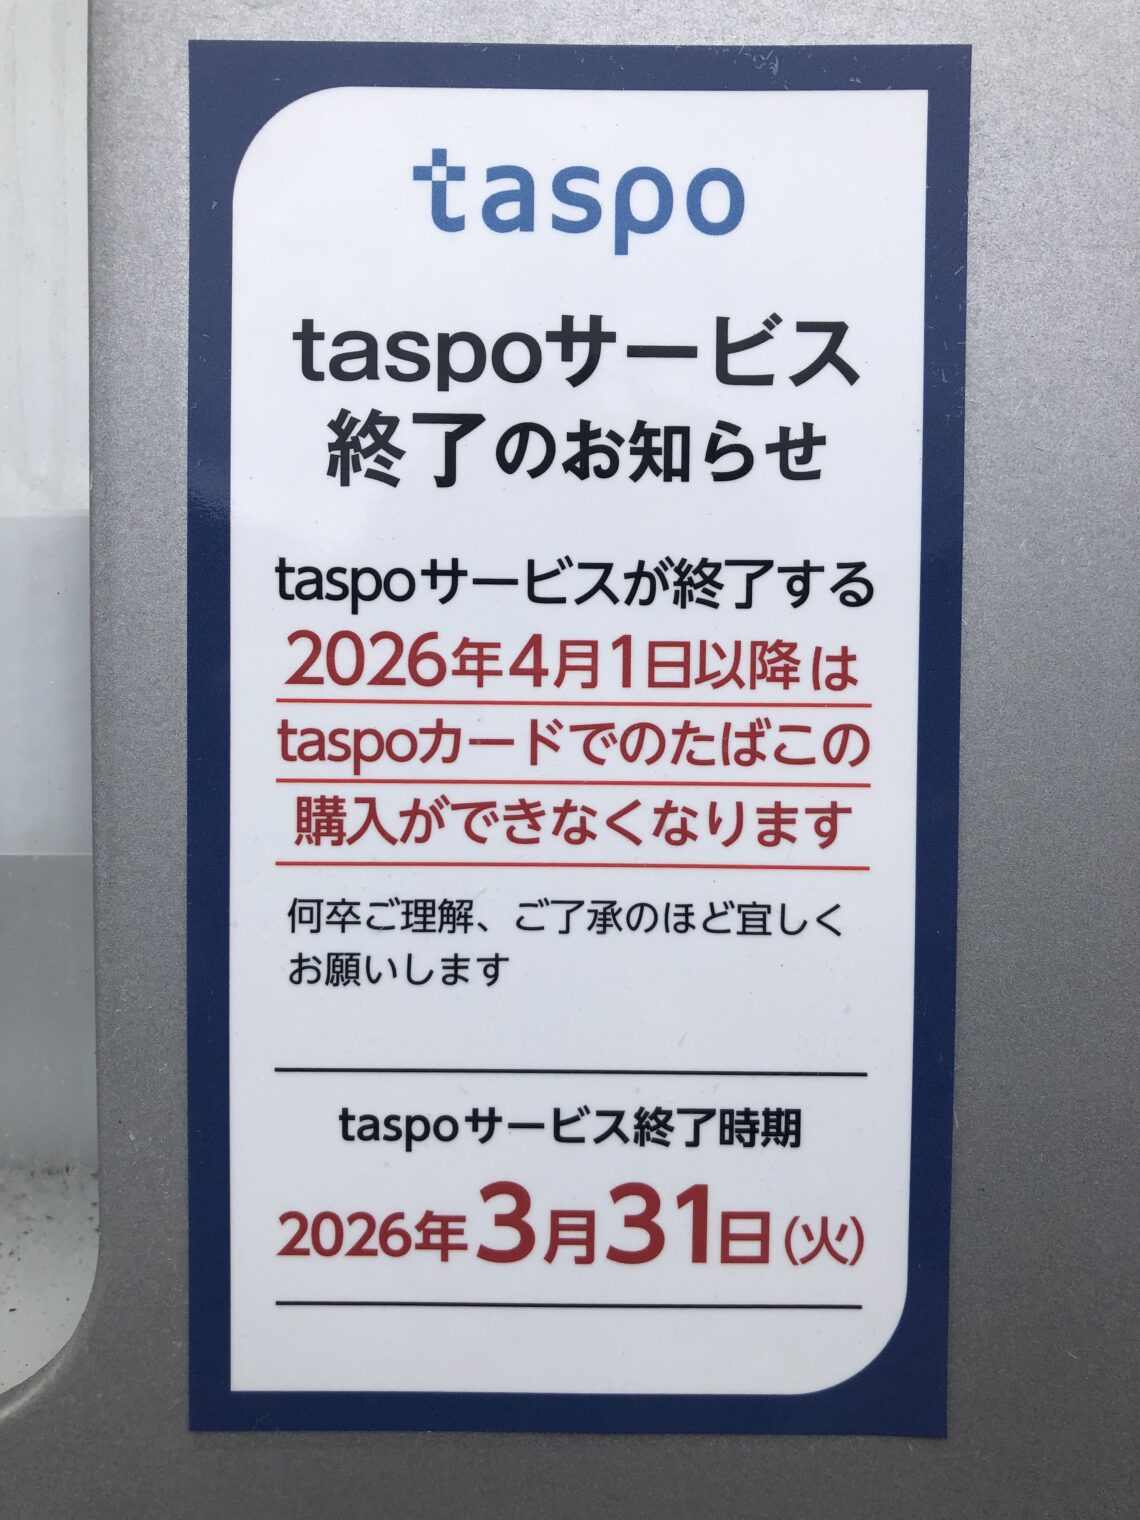 taspo
taspoサービス
終了のお知らせ
taspoサービスが終了する
2026年4月1日以降は
taspoカードでのたばこの
購入ができなくなります
何卒ご理解、ご了承のほど宜しく
お願いします
taspoサービス終了時期
2026年3月31日(火)